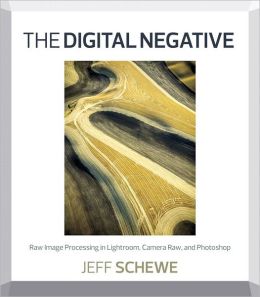 THE DIGITAL NEGATIVE
Raw Image Processing in Lightroom, Camera Raw, and Photoshop
JEFF SCHEWE